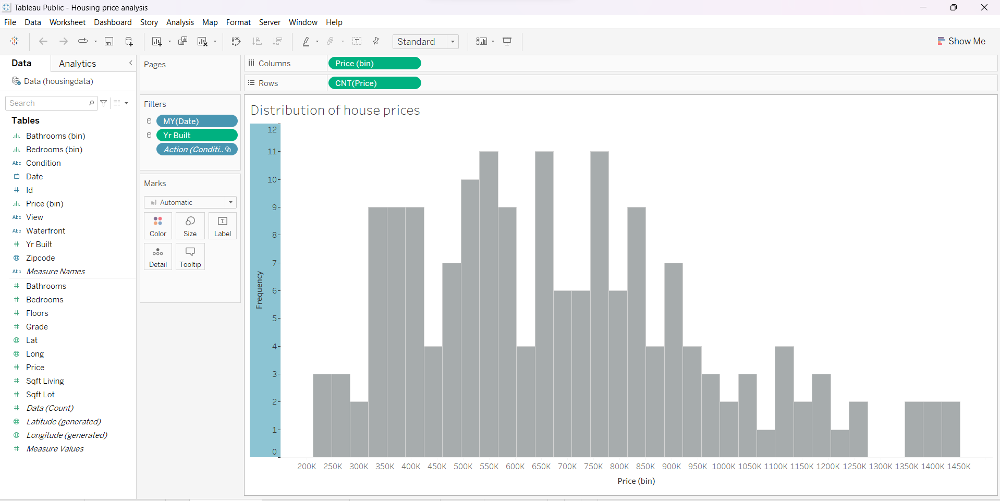 Tableau Public - Housing price analysis
File Data Worksheet Dashboard Story Analysis Map Format Server Window Help
Standard
Show Me
Data Analytics
Data (housingdata)
Search
Tables
Bathrooms (bin)
Bedrooms (bin)
Abc Condition
Date
Id
Price (bin)
Abc View
Abc Waterfront
Yr Built
Zipcode
Abc Measure Names
Bathrooms
Bedrooms
Floors
Grade
Lat
Long
Price
Sqft Living
Sqft Lot
Data (Count)
Latitude (generated)
Longitude (generated)
Measure Values
Pages
Filters
MY(Date)
Yr Built
Action (Conditi..
Marks
Automatic
Color Size Label
Detail Tooltip
Columns Price (bin)
Rows CNT(Price)
Distribution of house prices
12
11
10
9
8
7
6
5
4
3
2
1
0
Frequency
200K 250K 300K 350K 400K 450K 500K 550K 600K 650K 700K 750K 800K 850K 900K 950K 1000K 1050K 1100K 1150K 1200K 1250K 1300K 1350K 1400K 1450K
Price (bin)